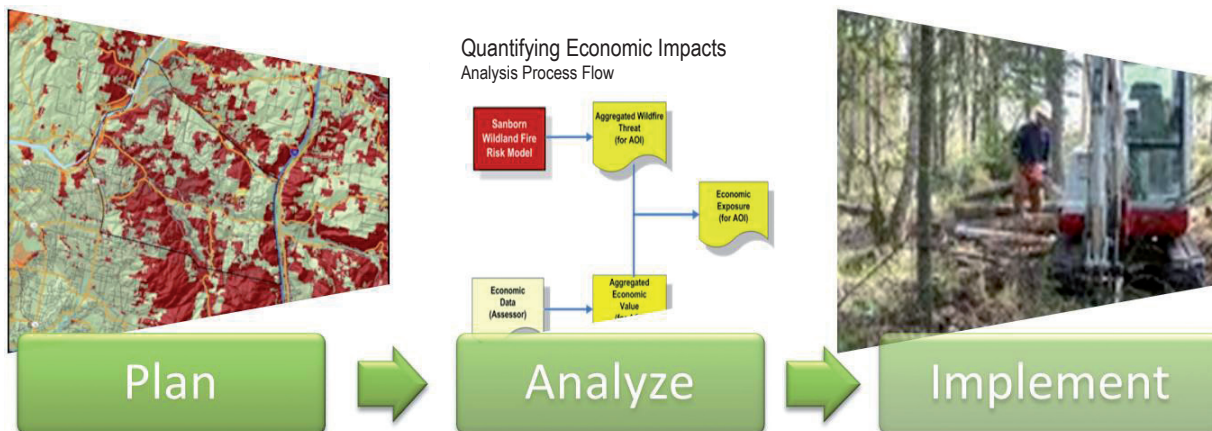 Quantifying Economic Impacts
Analysis Process Flow
Sanborn
Wildland Fire
Risk Model
Aggregated Wildfire
Threat
(for AOI)
Economic
Exposure
(for AOI)
Economic
Data
(Assessor)
Aggregated
Economic
Value
Plan
Analyze
Implement